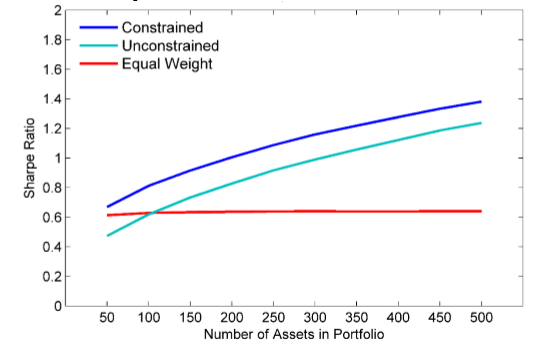 2
1.8
1.6
1.4
1.2
1
0.8
0.6
0.4
0.2
0
Sharpe Ratio
Constrained
Unconstrained
Equal Weight
50 100 150 200 250 300 350 400 450 500
Number of Assets in Portfolio